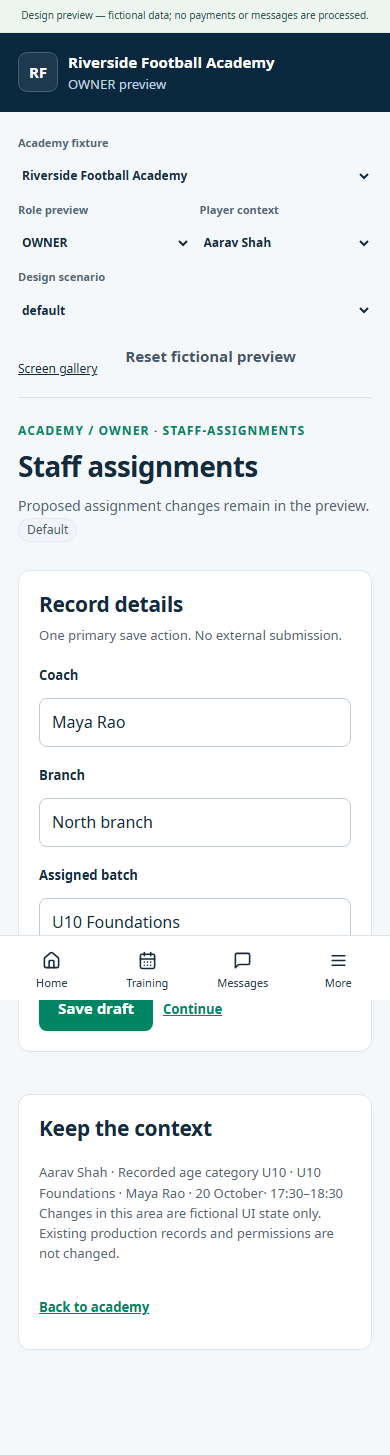 Design preview — fictional data; no payments or messages are processed.
RF
Riverside Football Academy
OWNER preview
Academy fixture
Riverside Football Academy
Role preview
Player context
OWNER
Aarav Shah
Design scenario
default
Screen gallery
Reset fictional preview
ACADEMY / OWNER · STAFF-ASSIGNMENTS
Staff assignments
Proposed assignment changes remain in the preview.
Default
Record details
One primary save action. No external submission.
Coach
Maya Rao
Branch
North branch
Assigned batch
U10 Foundations
Home
Training
Messages
More
Save draft
Continue
Keep the context
Aarav Shah · Recorded age category U10 · U10
Foundations · Maya Rao · 20 October· 17:30–18:30
Changes in this area are fictional UI state only.
Existing production records and permissions are
not changed.
Back to academy